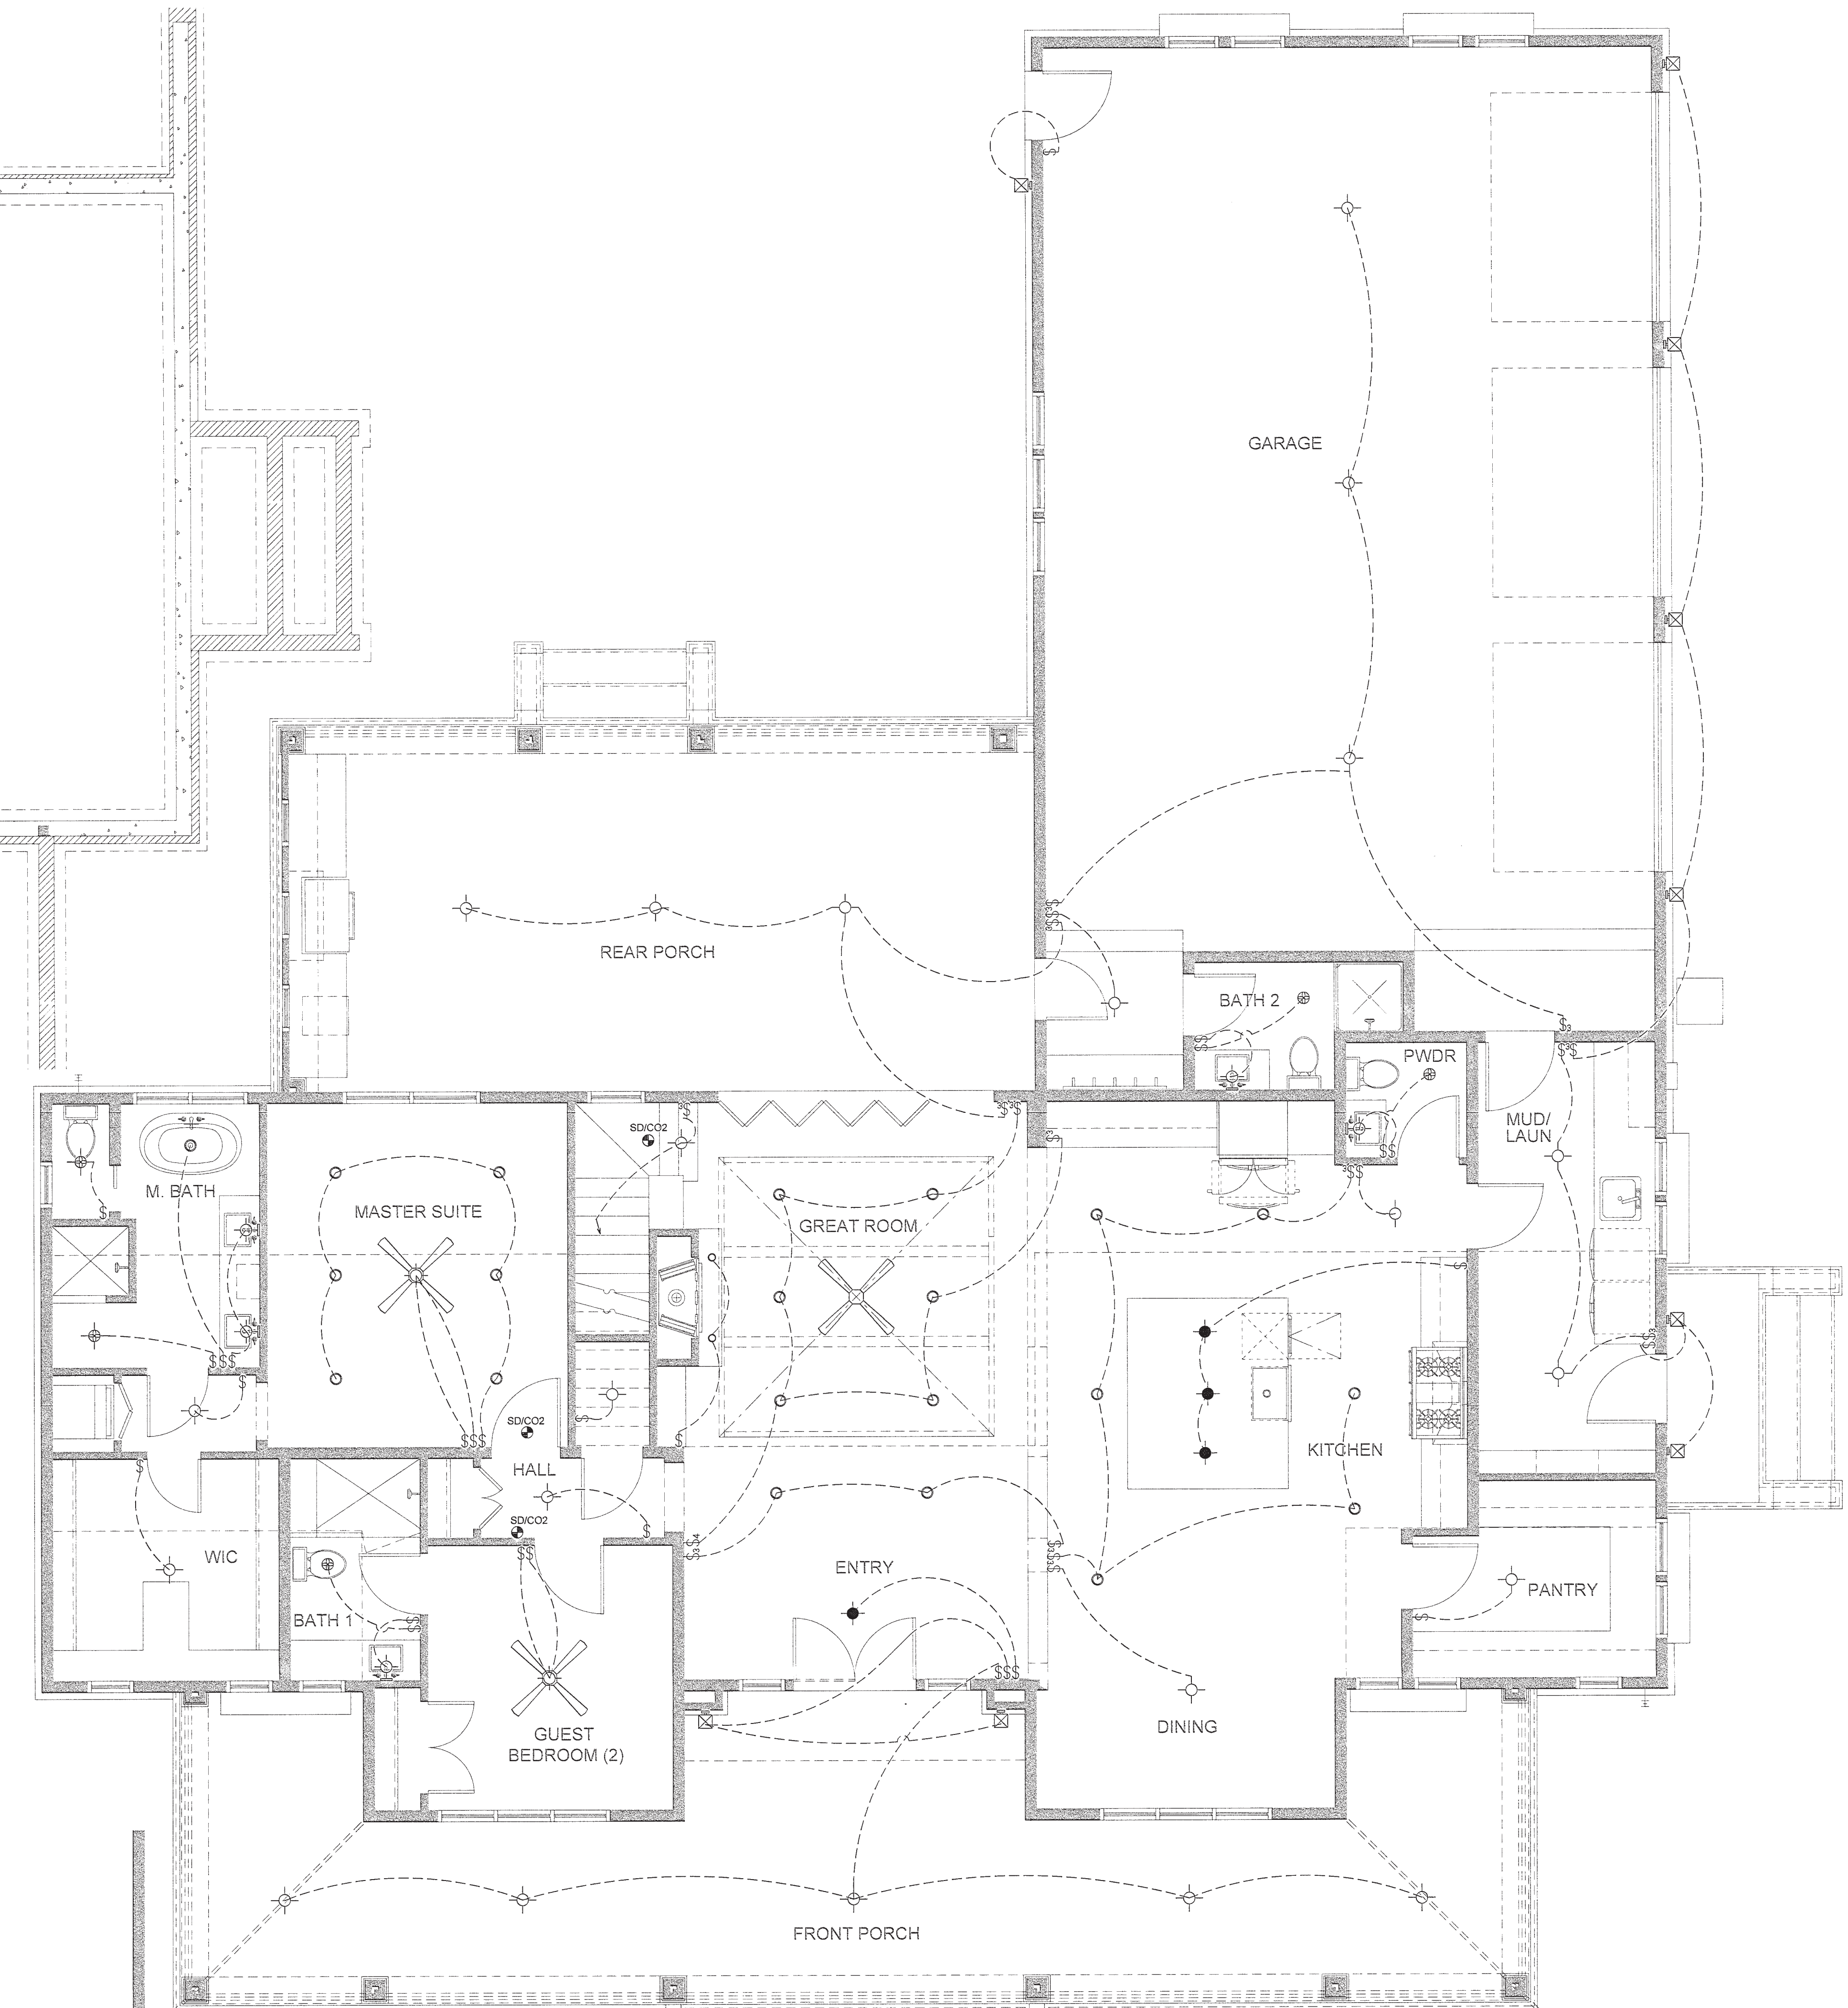 GARAGE
REAR PORCH
BATH 2
PWDR
MUD/
LAUN
SD/CO2
M. BATH
MASTER SUITE
GREAT ROOM
SD/CO2
HALL
KITCHEN
SD/CO2
WIC
ENTRY
PANTRY
BATH 1
GUEST
BEDROOM (2)
DINING
FRONT PORCH